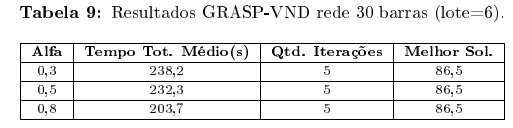 Tabela 9: Resultados GRASP-VND rede 30 barras (lote=6).
Alfa Tempo Tot. Médio(s) Qtd. Iterações Melhor Sol.
0,3 238,2 5 86,5
0,5 232,3 5 86,5
0,8 203,7 5 86,5